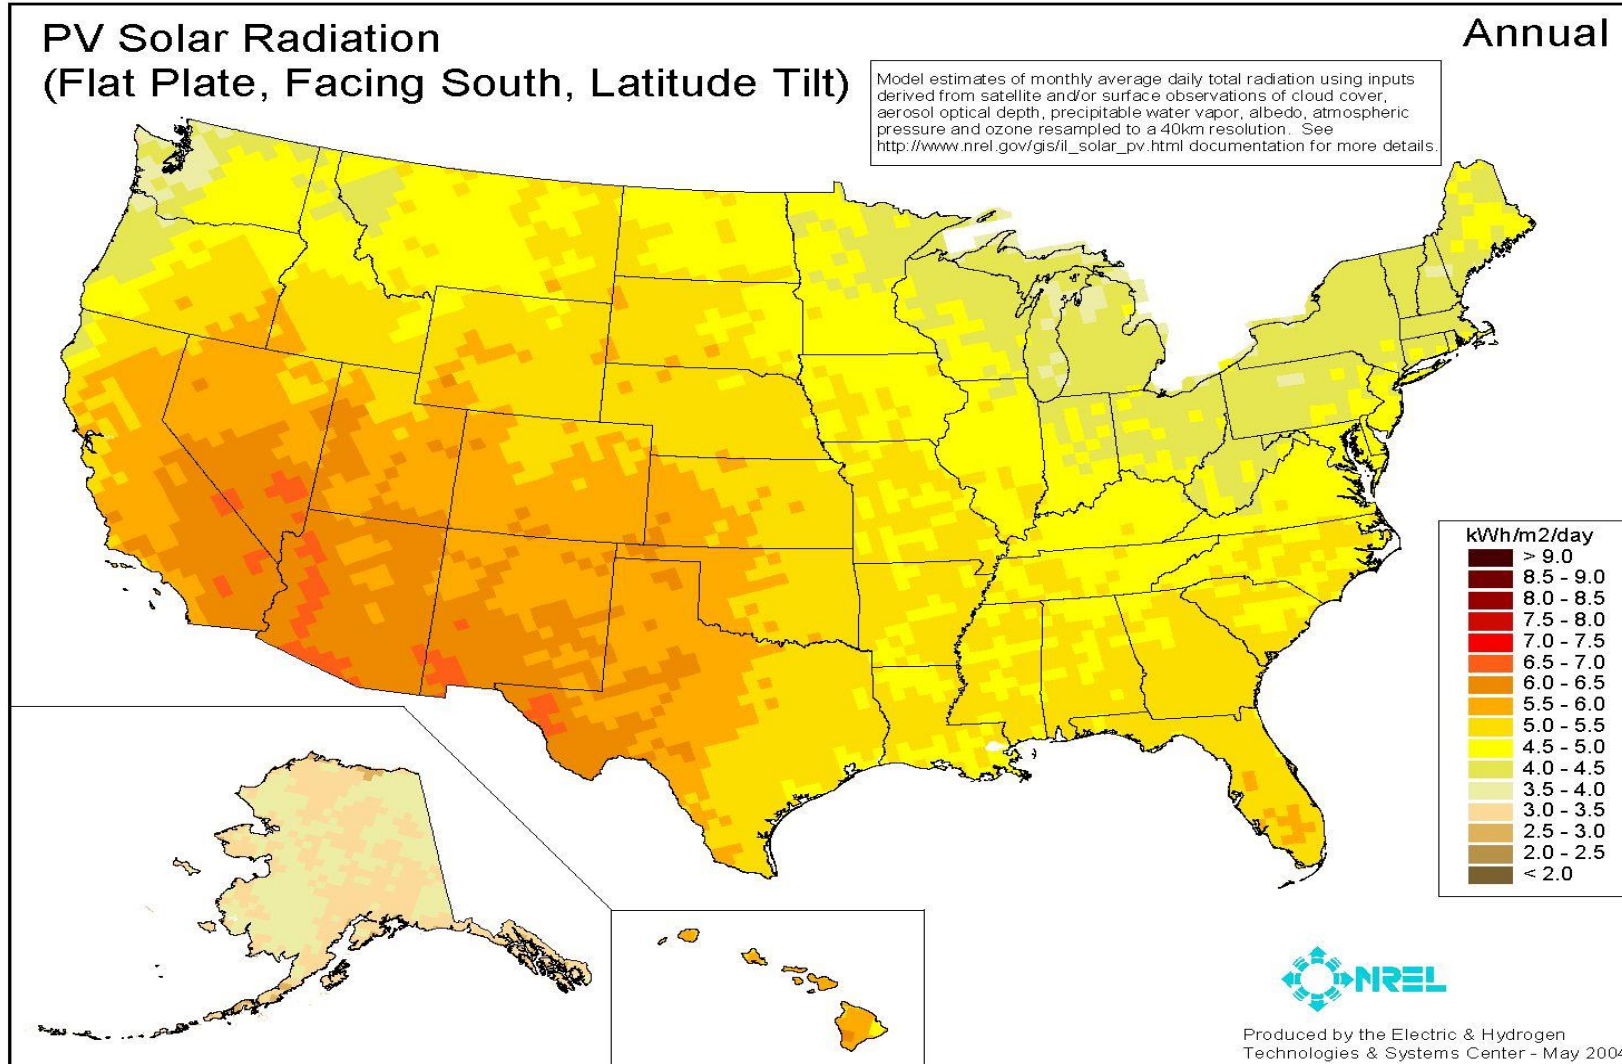 PV Solar Radiation
(Flat Plate, Facing South, Latitude Tilt)
Annual
Model estimates of monthly average daily total radiation using inputs
derived from satellite and/or surface observations of cloud cover,
aerosol optical depth, precipitable water vapor, albedo, atmospheric
pressure and ozone resampled to a 40km resolution. See
http://www.nrel.gov/gis/il_solar_pv.html documentation for more details.
kWh/m2/day
> 9.0
8.5 - 9.0
8.0 - 8.5
7.5 - 8.0
7.0 - 7.5
6.5 - 7.0
6.0 - 6.5
5.5 - 6.0
5.0 - 5.5
4.5 - 5.0
4.0 - 4.5
3.5 - 4.0
3.0 - 3.5
2.5 - 3.0
2.0 - 2.5
< 2.0
NREL
Produced by the Electric & Hydrogen
Technologies & Systems Center - May 2004